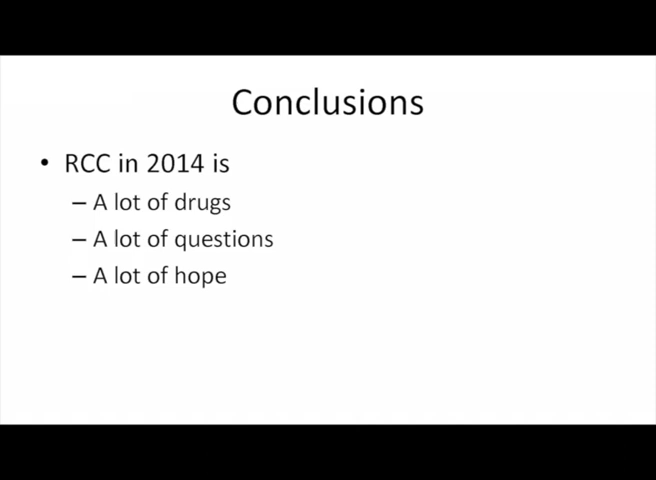 Conclusions
• RCC in 2014 is
– A lot of drugs
– A lot of questions
– A lot of hope